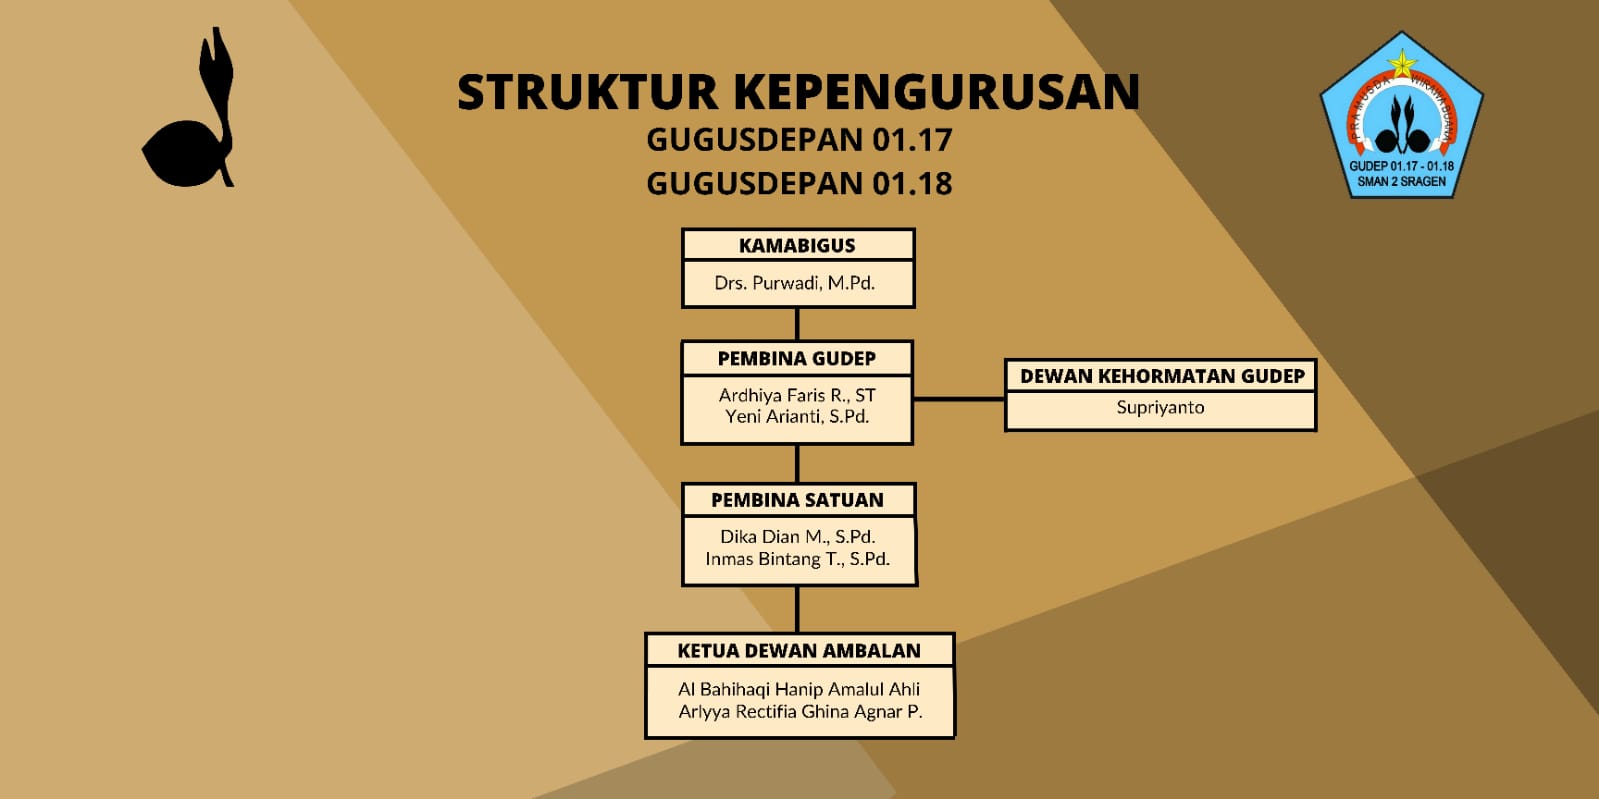 STRUKTUR KEPENGURUSAN
GUGUSDEPAN 01.17
GUGUSDEPAN 01.18
PRAMUSDA WIRAWA BUANA
GUDEP 01.17 - 01.18
SMAN 2 SRAGEN
KAMABIGUS
Drs. Purwadi, M.Pd.
PEMBINA GUDEP
Ardhiya Faris R., ST
Yeni Arianti, S.Pd.
DEWAN KEHORMATAN GUDEP
Supriyanto
PEMBINA SATUAN
Dika Dian M., S.Pd.
Inmas Bintang T., S.Pd.
KETUA DEWAN AMBALAN
Al Bahihaqi Hanip Amalul Ahli
Arlyya Rectifia Ghina Agnar P.